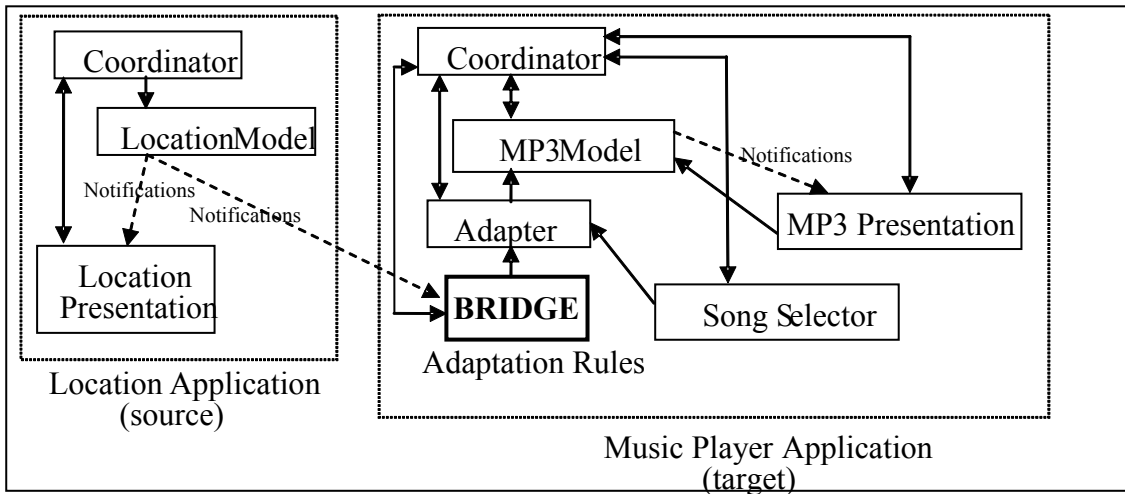 Coordinator
LocationModel
Notifications
Notifications
Location
Presentation
Location Application
(source)
Coordinator
MP3Model
Notifications
MP3 Presentation
Adapter
BRIDGE
Song Selector
Adaptation Rules
Music Player Application
(target)